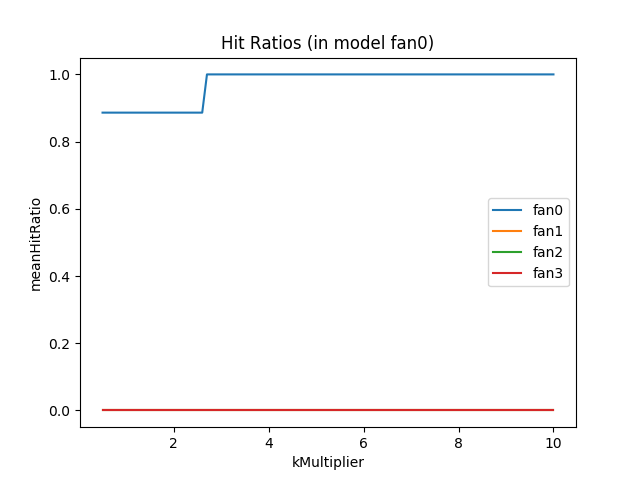 Hit Ratios (in model fan0)
1.0
0.8
0.6
0.4
0.2
0.0
meanHitRatio
fan0
fan1
fan2
fan3
2
4
6
8
10
kMultiplier